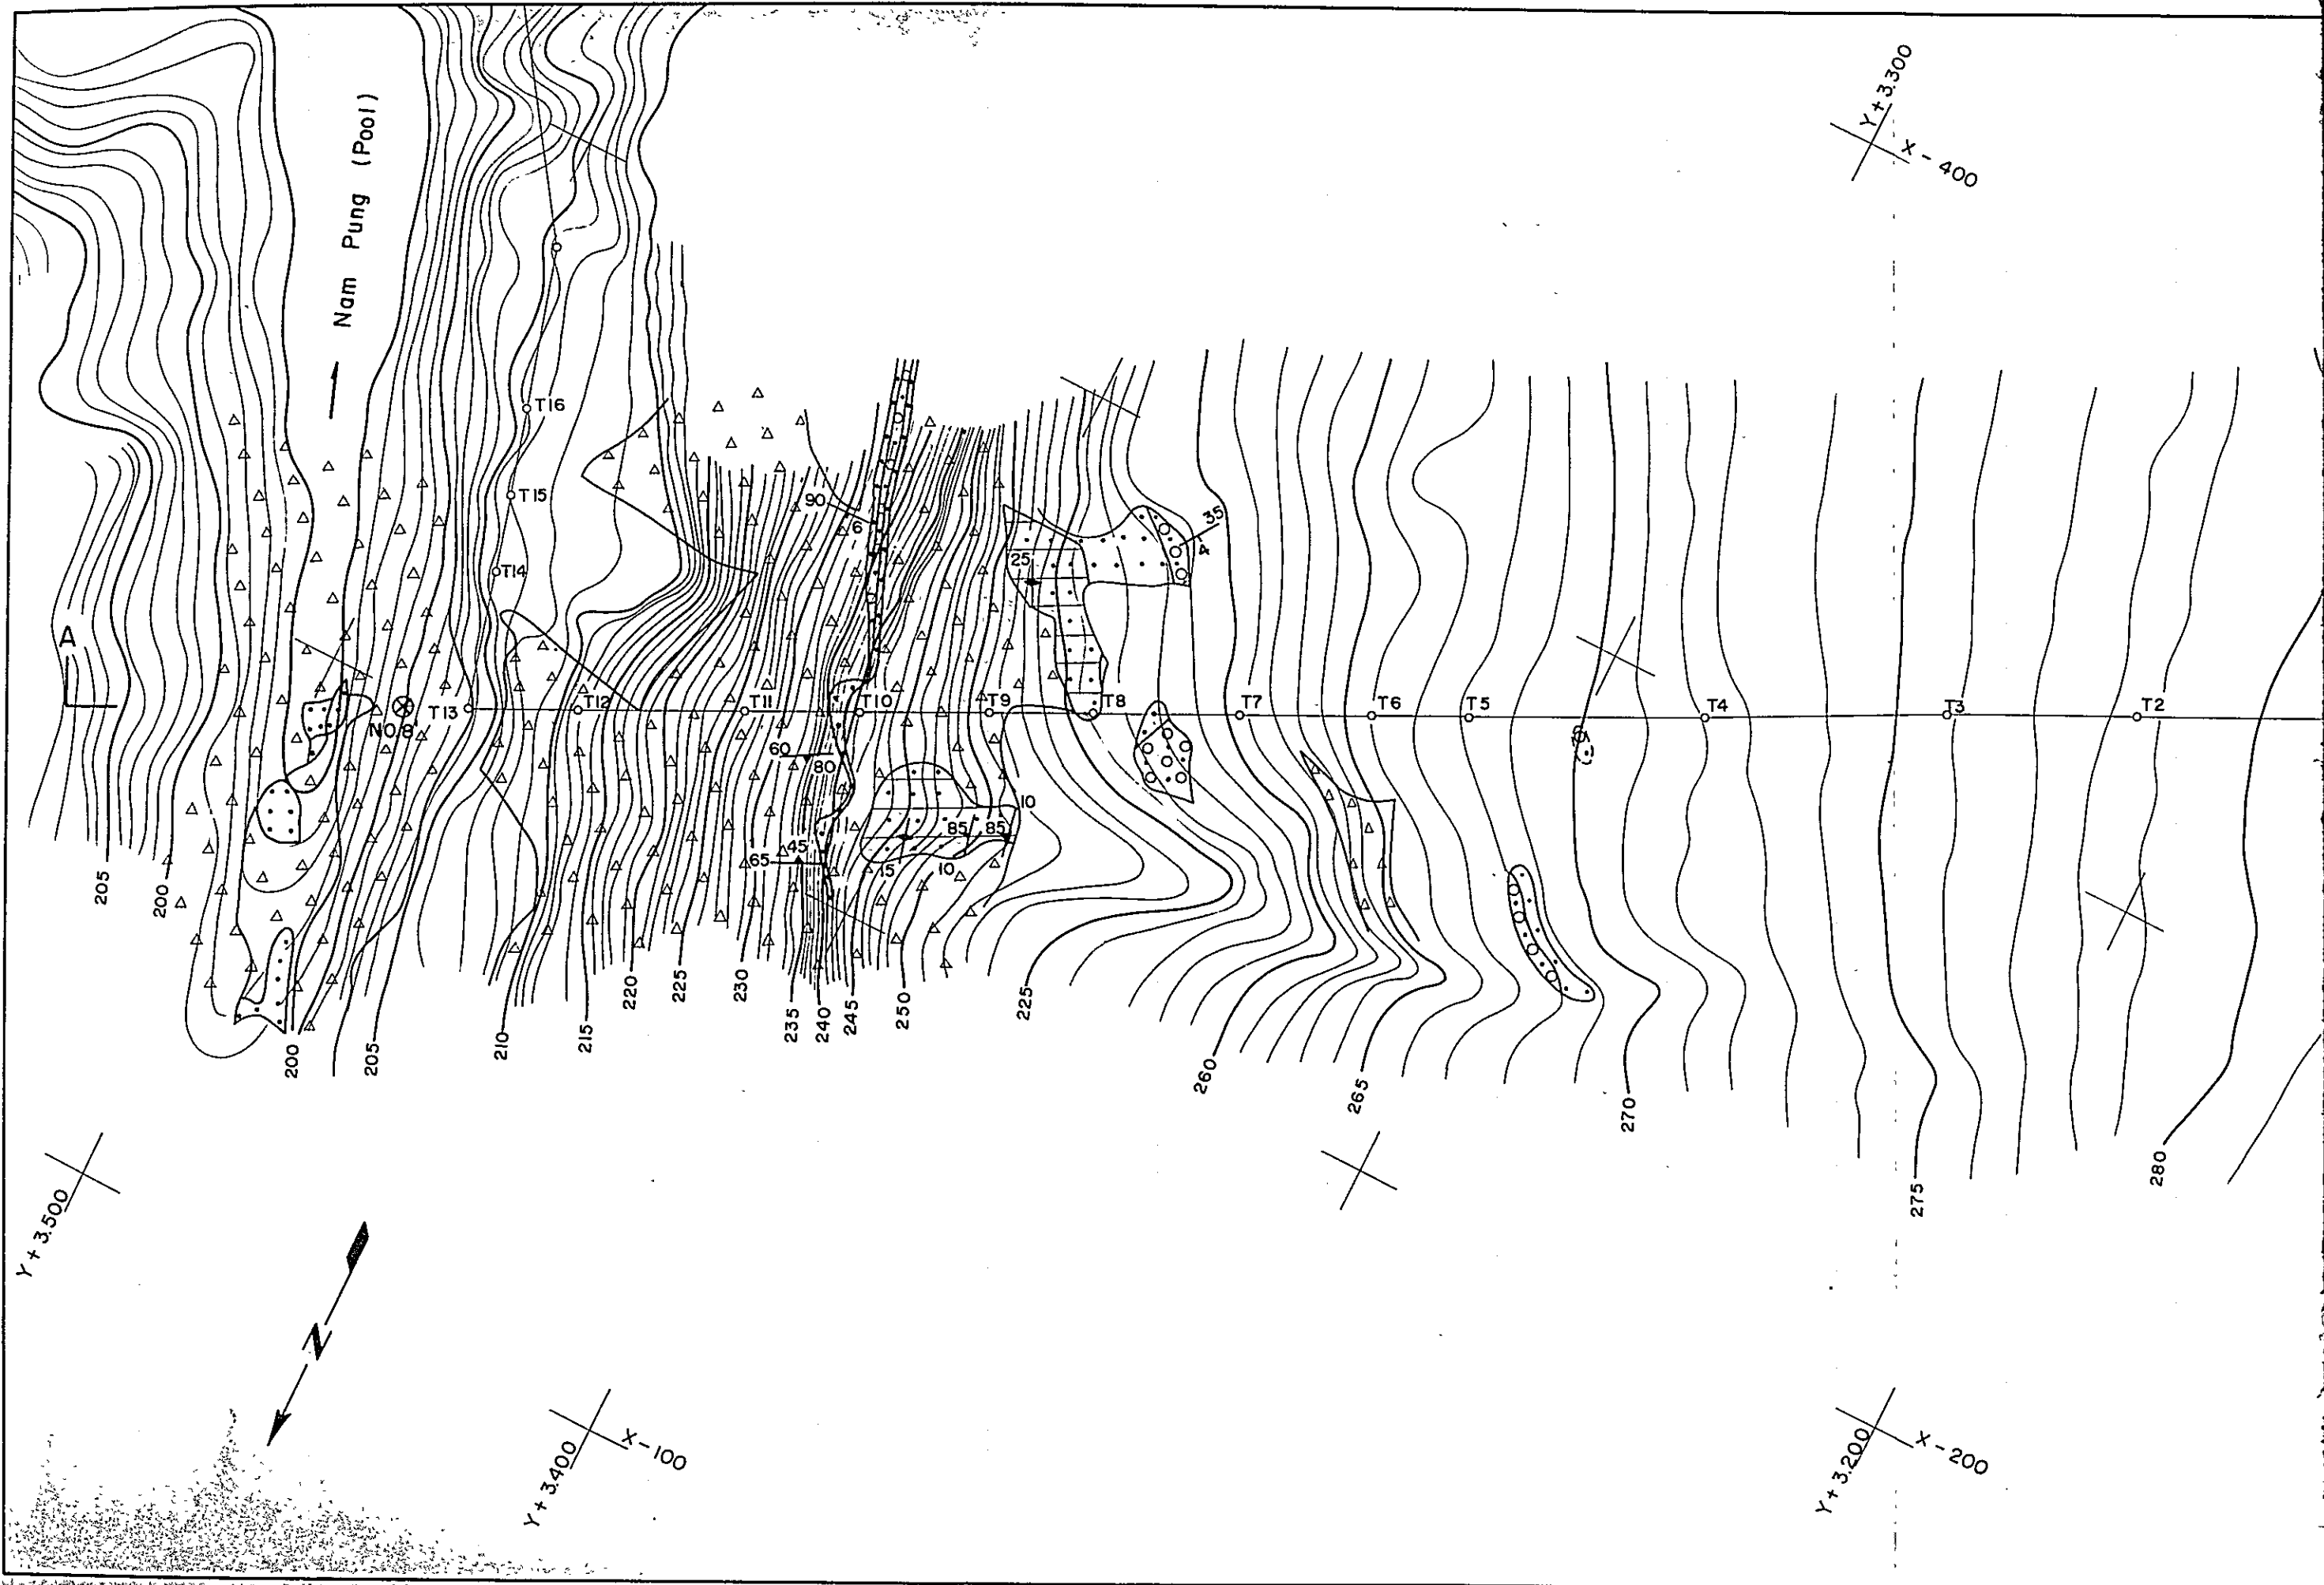 Y + 3.300
X - 400
Nam Pung (Pool)
T16
T15
T14
90
6
35
4
25
A
NO.8'
T13
T12
T11
T10
T9
T8
T7
T6
T5
T4
T3
T2
60
80
10
85
85
45
65
15
10
205
200
200
205
210
215
220
225
230
235
240
245
250
225
260
265
270
275
280
Y + 3.500
N
Y + 3.400
X - 100
Y + 3.200
X - 200